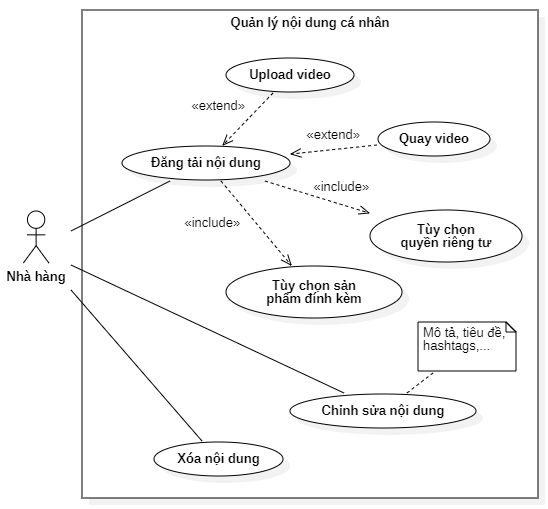 Quản lý nội dung cá nhân
Upload video
«extend»
«extend»
Quay video
Đăng tải nội dung
«include»
«include»
Tùy chọn
quyền riêng tư
Nhà hàng
Tùy chọn sản
phẩm đính kèm
Mô tả, tiêu đề,
hashtags,...
Chỉnh sửa nội dung
Xóa nội dung